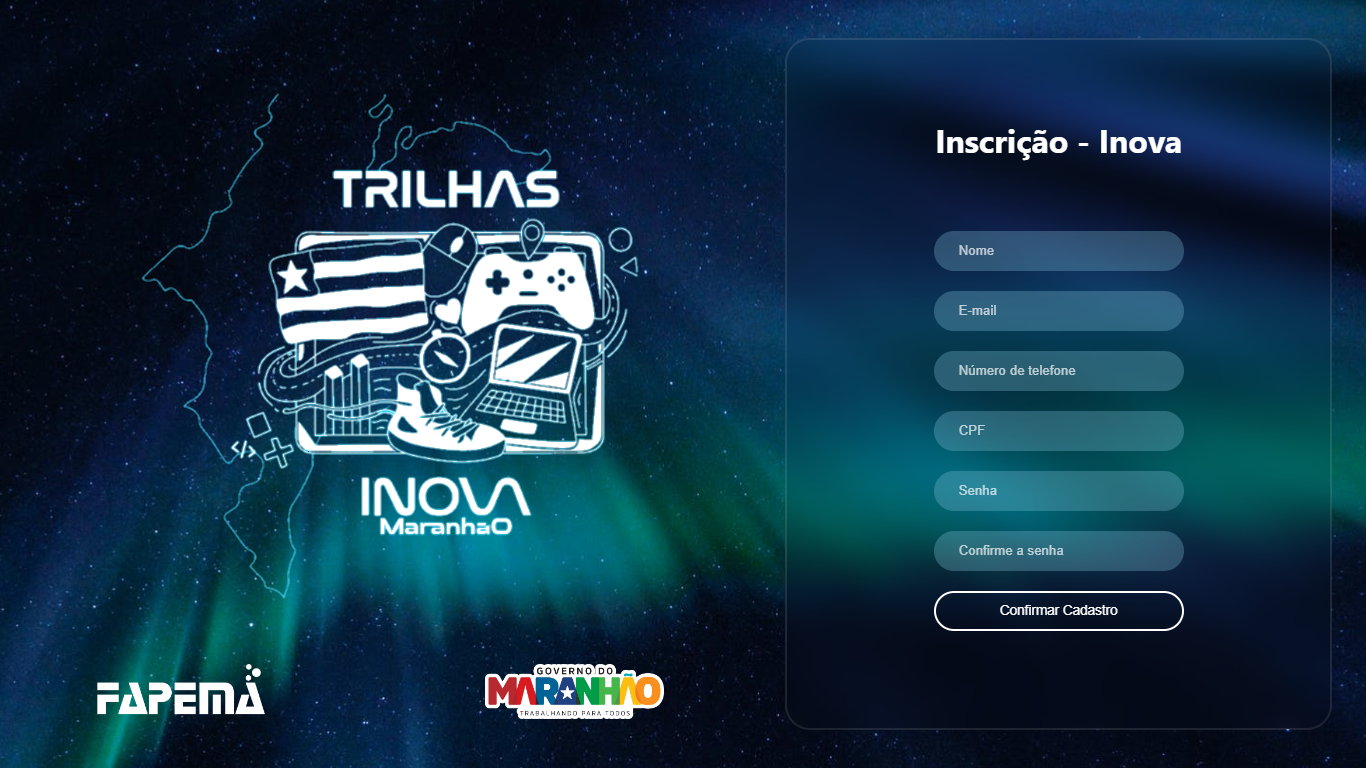 TRILHAS
</>
INOVA
MaranhãO
FAPEMA
GOVERNO DO
MARANHÃO
TRABALHANDO PARA TODOS
Inscrição - Inova
Nome
E-mail
Número de telefone
CPF
Senha
Confirme a senha
Confirmar Cadastro